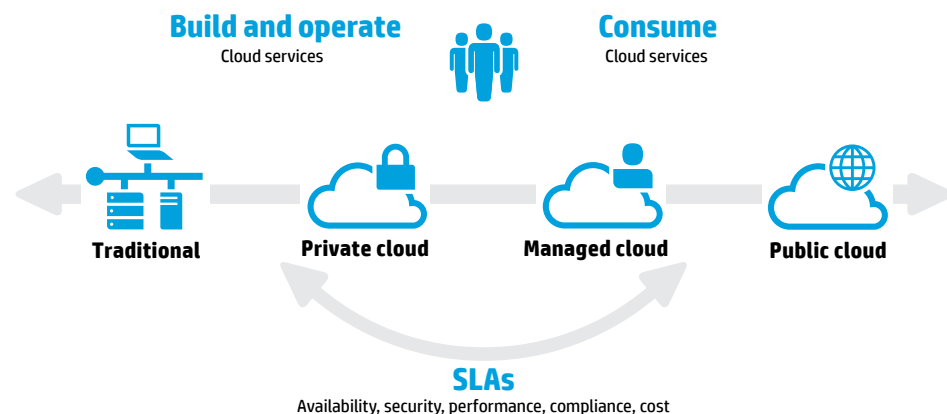 Build and operate
Cloud services
Consume
Cloud services
Traditional
Private cloud
Managed cloud
Public cloud
SLAs
Availability, security, performance, compliance, cost